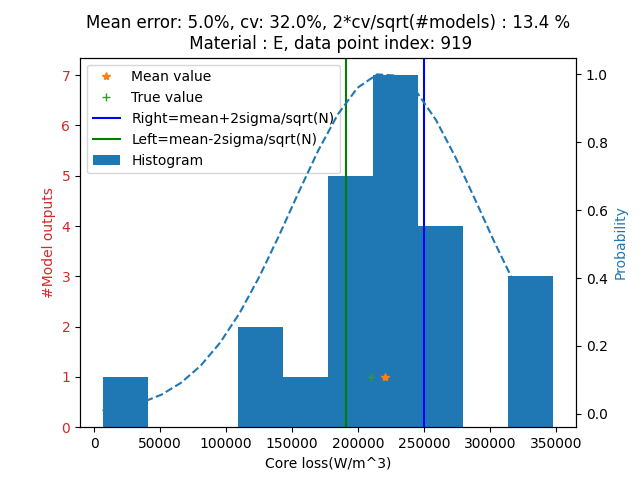 Mean error: 5.0%, cv: 32.0%, 2*cv/sqrt(#models) : 13.4 %
Material : E, data point index: 919
Mean value
True value
Right=mean+2sigma/sqrt(N)
Left=mean-2sigma/sqrt(N)
Histogram
7
6
5
4
3
2
1
0
#Model outputs
1.0
0.8
0.6
0.4
0.2
0.0
Probability
0 50000 100000 150000 200000 250000 300000 350000
Core loss(W/m^3)